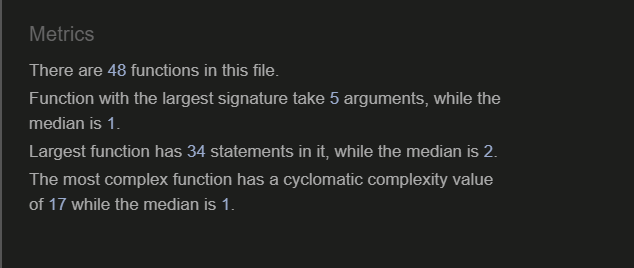 Metrics
There are 48 functions in this file.
Function with the largest signature take 5 arguments, while the
median is 1.
Largest function has 34 statements in it, while the median is 2.
The most complex function has a cyclomatic complexity value
of 17 while the median is 1.